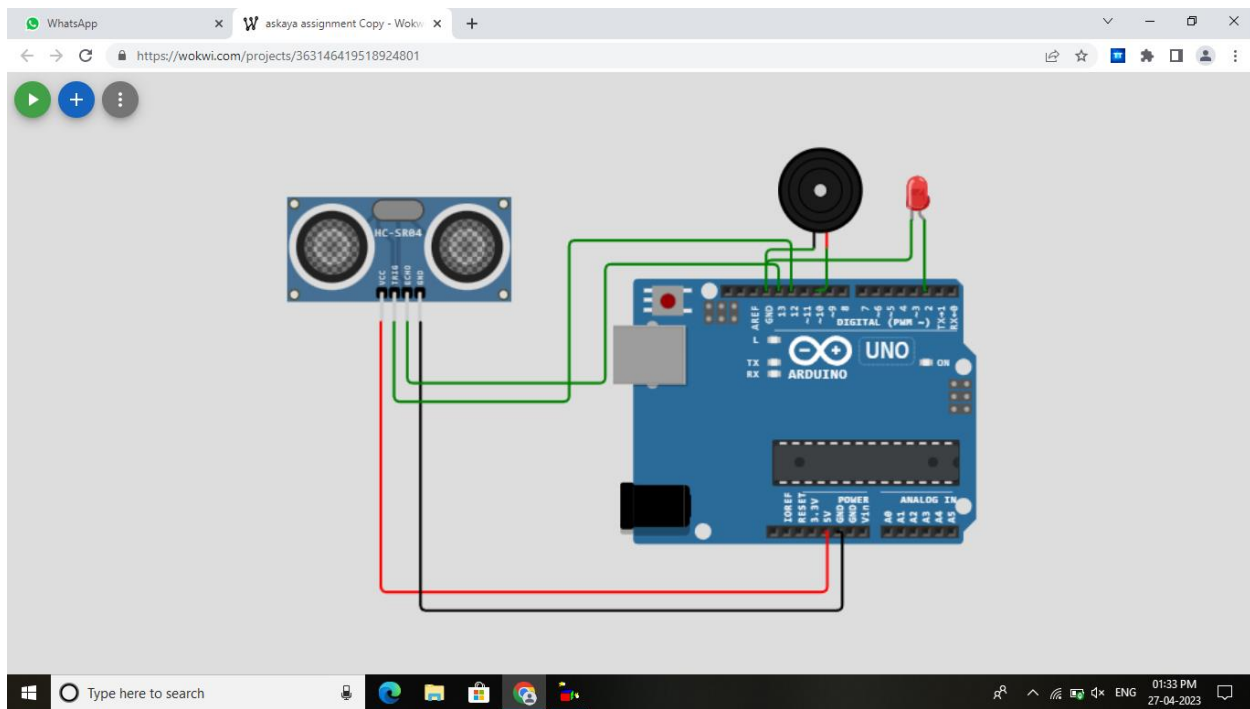 WhatsApp
askaya assignment Copy - Wokw
https://wokwi.com/projects/363146419518924801
HC-SR04
VCC
TRIG
ECHO
GND
AREF
GND
13
12
~11
~10
~9
8
7
~6
~5
4
~3
2
TX→1
RX←0
DIGITAL (PWM ~)
L
TX
RX
ARDUINO
UNO
ON
IOREF
RESET
3.3V
5V
GND
GND
Vin
POWER
ANALOG IN
A0
A1
A2
A3
A4
A5
Type here to search
ENG
01:33 PM
27-04-2023